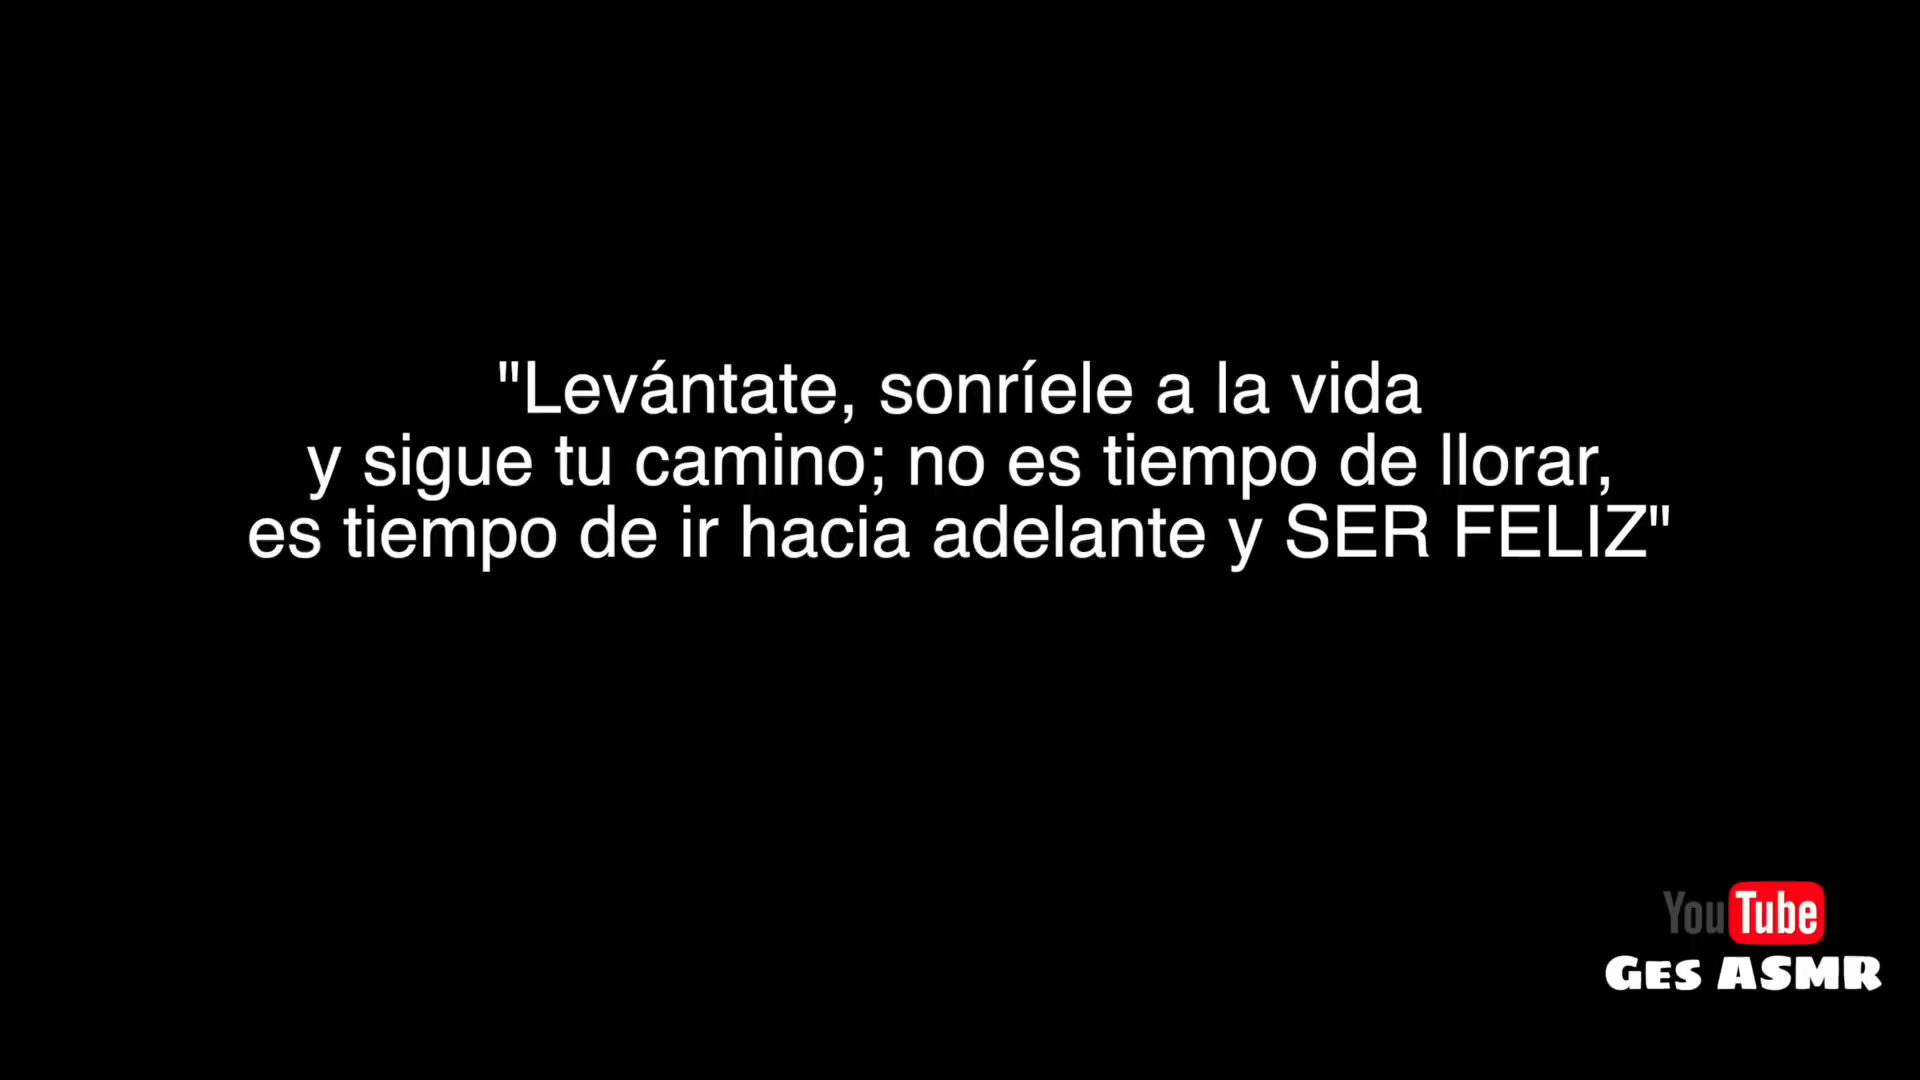 "Levántate, sonríele a la vida
y sigue tu camino; no es tiempo de llorar,
es tiempo de ir hacia adelante y SER FELIZ"
YouTube
GES ASMR